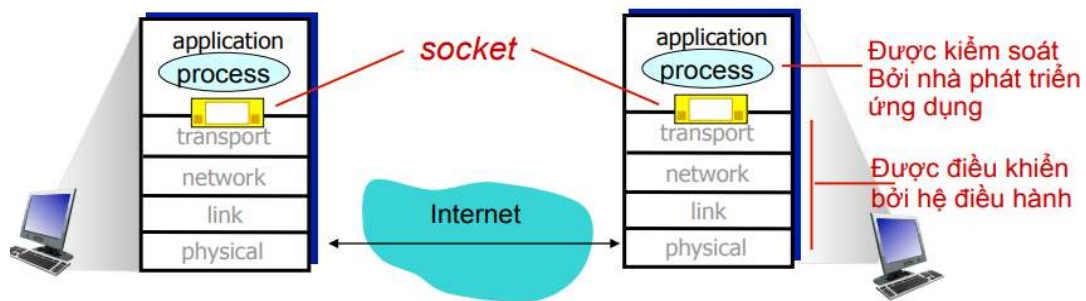 application
process
transport
network
link
physical
socket
Internet
application
process
transport
network
link
physical
Được kiểm soát
Bởi nhà phát triển
ứng dụng
Được điều khiển
bởi hệ điều hành